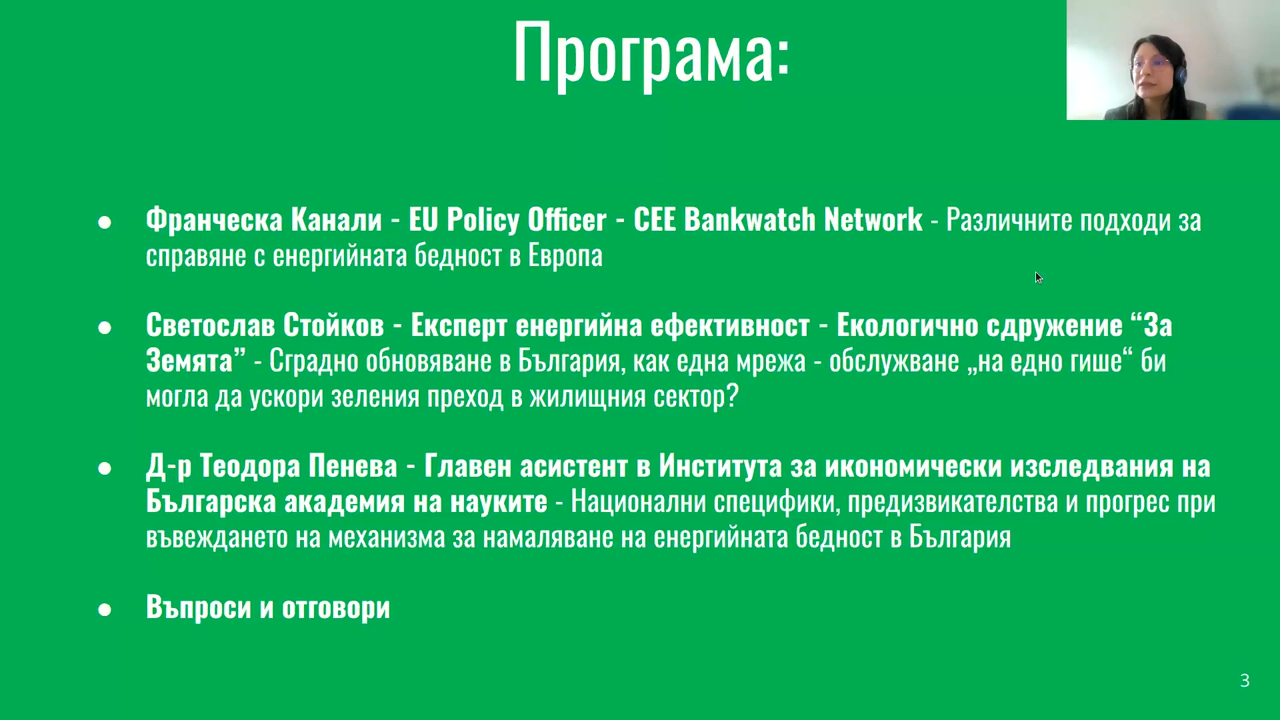 Програма:
● Франческа Канали - EU Policy Officer - CEE Bankwatch Network - Различните подходи за
справяне с енергийната бедност в Европа
● Светослав Стойков - Експерт енергийна ефективност - Екологично сдружение “За
Земята” - Сградно обновяване в България, как една мрежа - обслужване „на едно гише“ би
могла да ускори зеления преход в жилищния сектор?
● Д-р Теодора Пенева - Главен асистент в Института за икономически изследвания на
Българска академия на науките - Национални специфики, предизвикателства и прогрес при
въвеждането на механизма за намаляване на енергийната бедност в България
● Въпроси и отговори
3